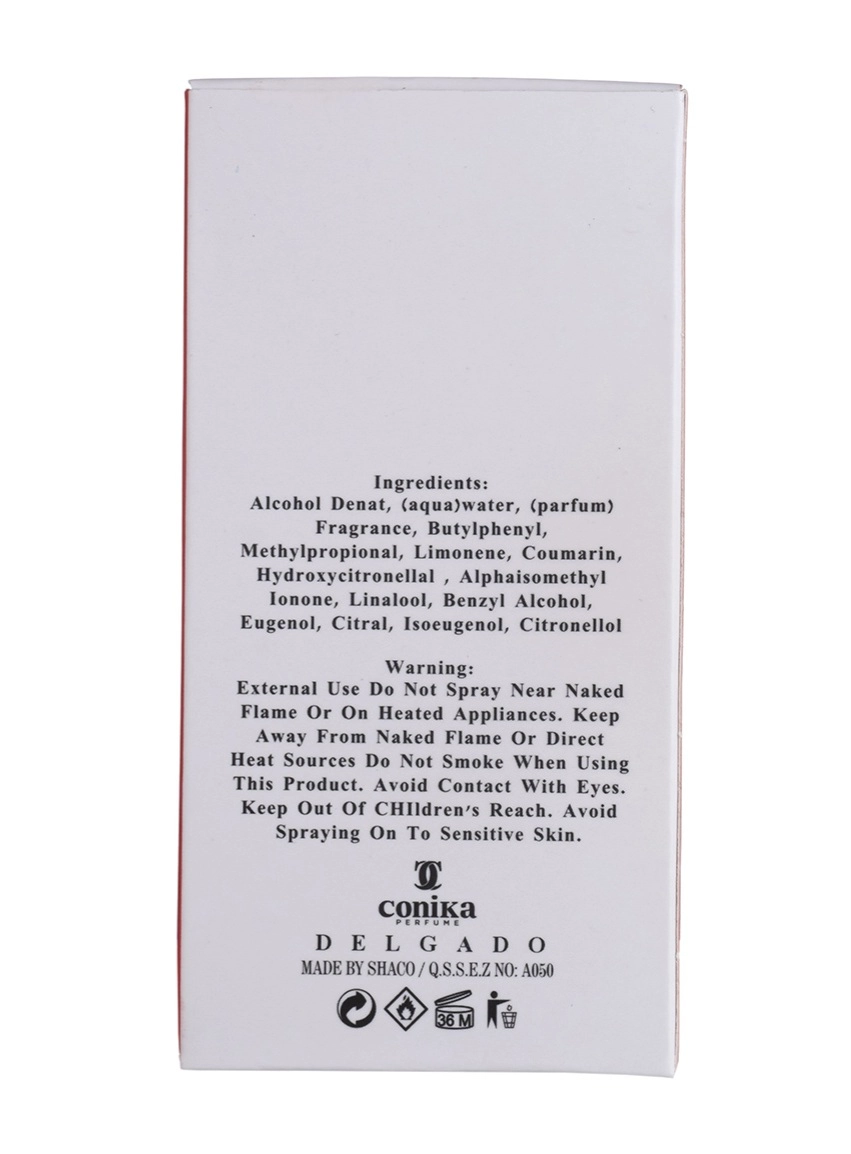 Ingredients:
Alcohol Denat, (aqua)water, (parfum)
Fragrance, Butylphenyl,
Methylpropional, Limonene, Coumarin,
Hydroxycitronellal , Alphaisomethyl
Ionone, Linalool, Benzyl Alcohol,
Eugenol, Citral, Isoeugenol, Citronellol
Warning:
External Use Do Not Spray Near Naked
Flame Or On Heated Appliances. Keep
Away From Naked Flame Or Direct
Heat Sources Do Not Smoke When Using
This Product. Avoid Contact With Eyes.
Keep Out Of CHIldren's Reach. Avoid
Spraying On To Sensitive Skin.
conika
PERFUME
DELGADO
MADE BY SHACO / Q.S.S.E.Z NO: A050
36 M